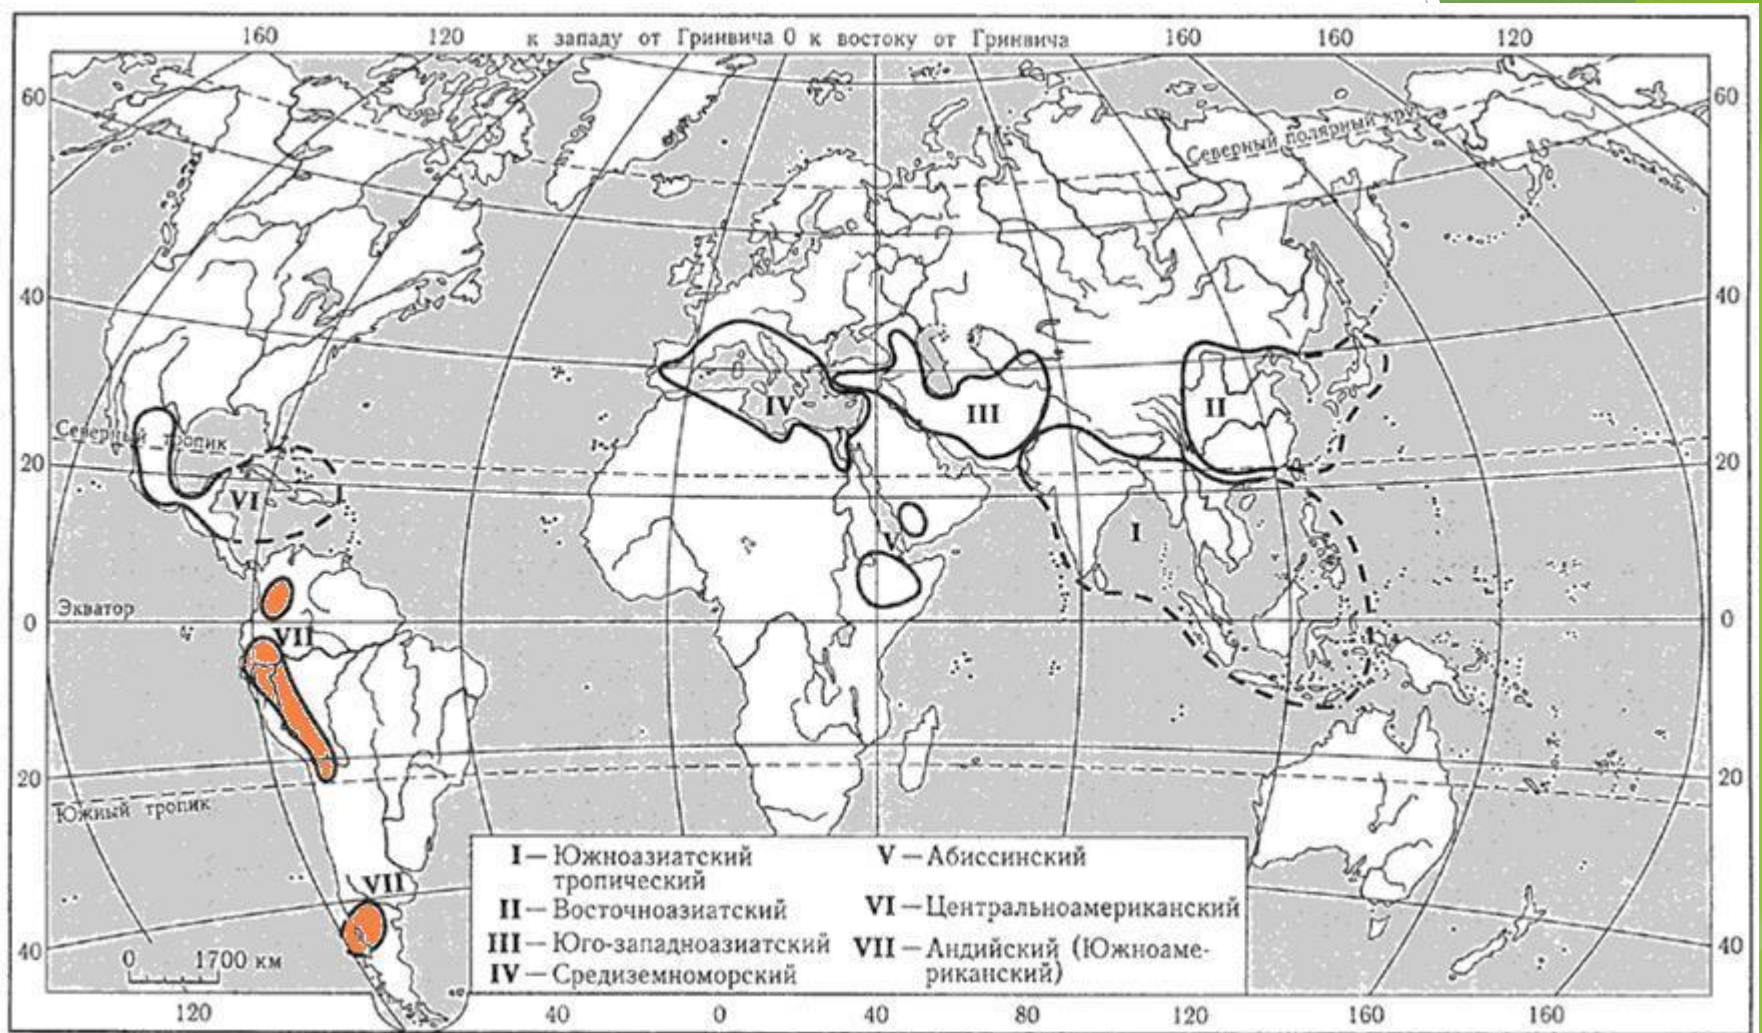 160 120 к западу от Гринвича 0 к востоку от Гринвича 160 160 120
60 60
Северный полярный круг
40 40
IV III II
Северный тропик
20 20
VI
V I
Экватор
0 0
VII
20 20
Южный тропик
VII
I — Южноазиатский
тропический
II — Восточноазиатский
III — Юго-западноазиатский
IV — Средиземноморский
V — Абиссинский
VI — Центральноамериканский
VII — Андийский (Южноаме-
риканский)
40 40
0 1700 км
120 40 0 40 80 120 160 160